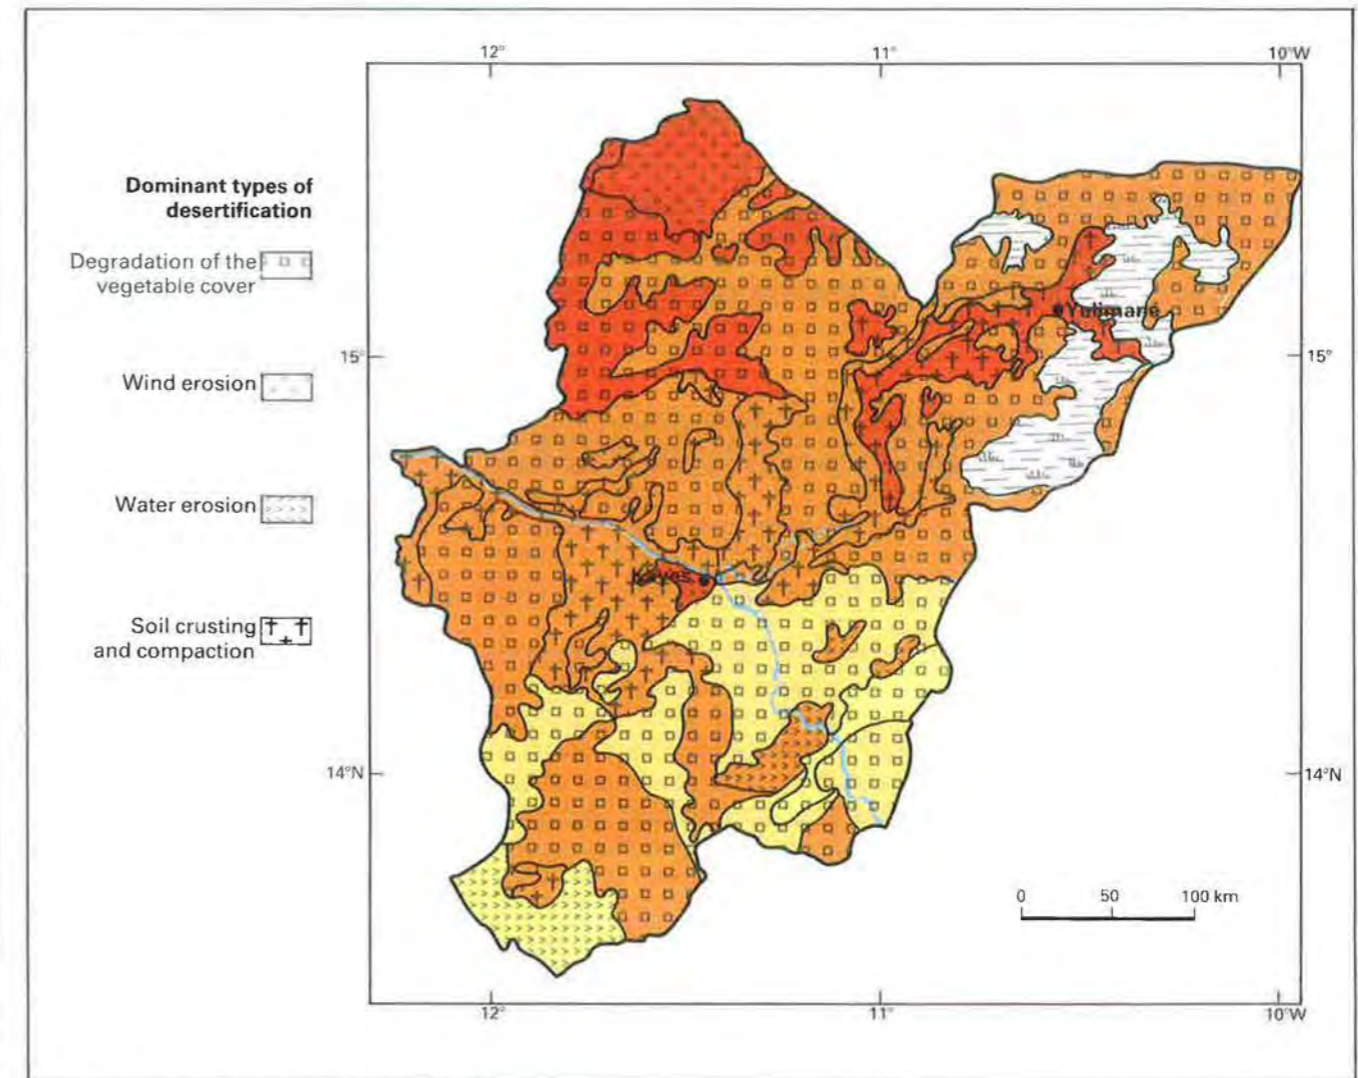 12°
11°
10°W
Dominant types of
desertification
Degradation of the
vegetable cover
Wind erosion
Water erosion
Soil crusting
and compaction
15°
15°
Yelimané
Kayes
14°N
14°N
0 50 100 km
12°
11°
10°W